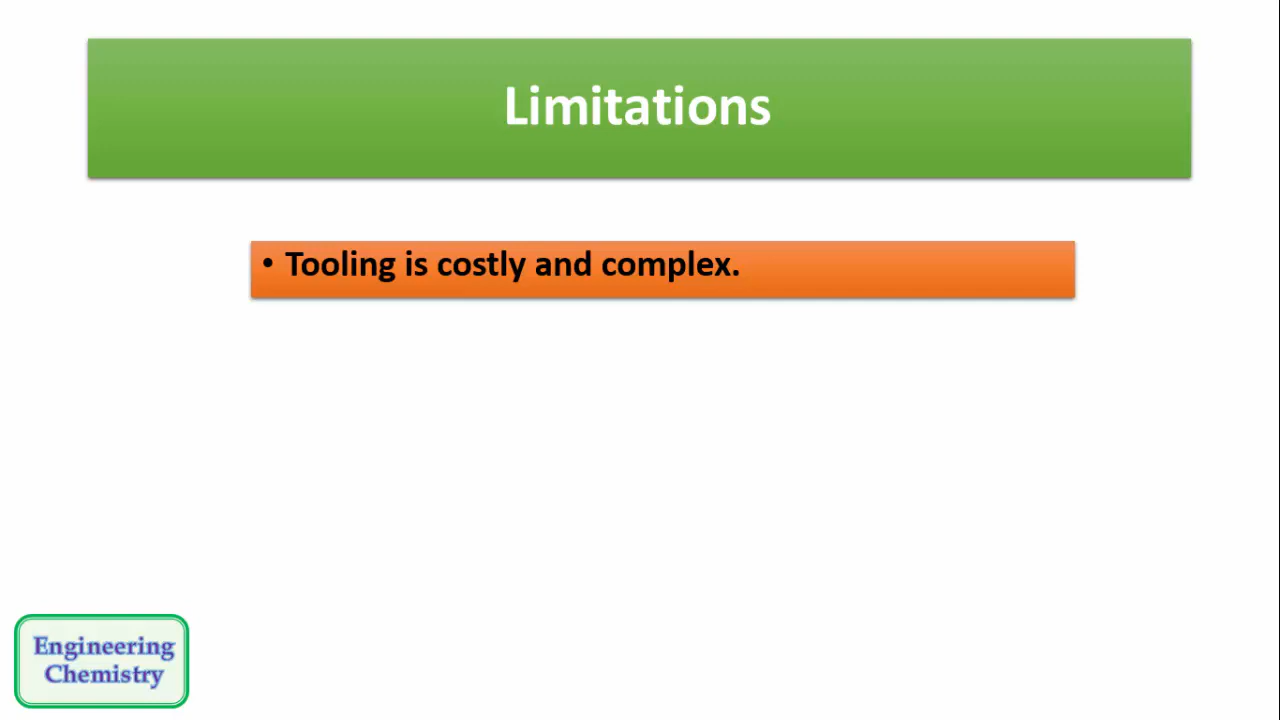 Limitations
• Tooling is costly and complex.
Engineering
Chemistry